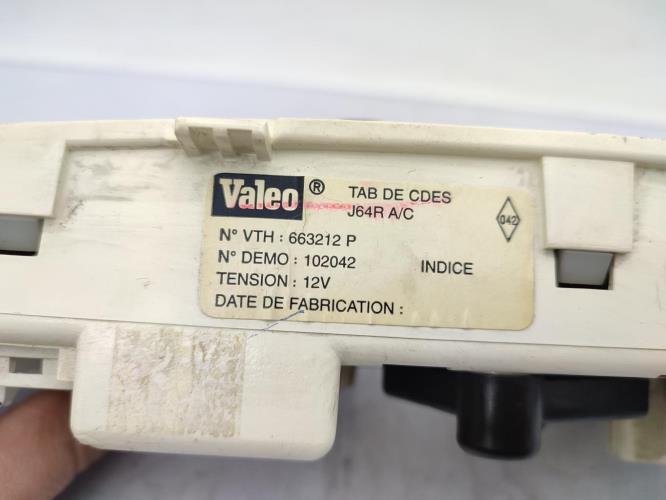 Valeo ® TAB DE CDES
J64R A/C
042
N° VTH : 663212 P
N° DEMO : 102042 INDICE
TENSION : 12V
DATE DE FABRICATION :